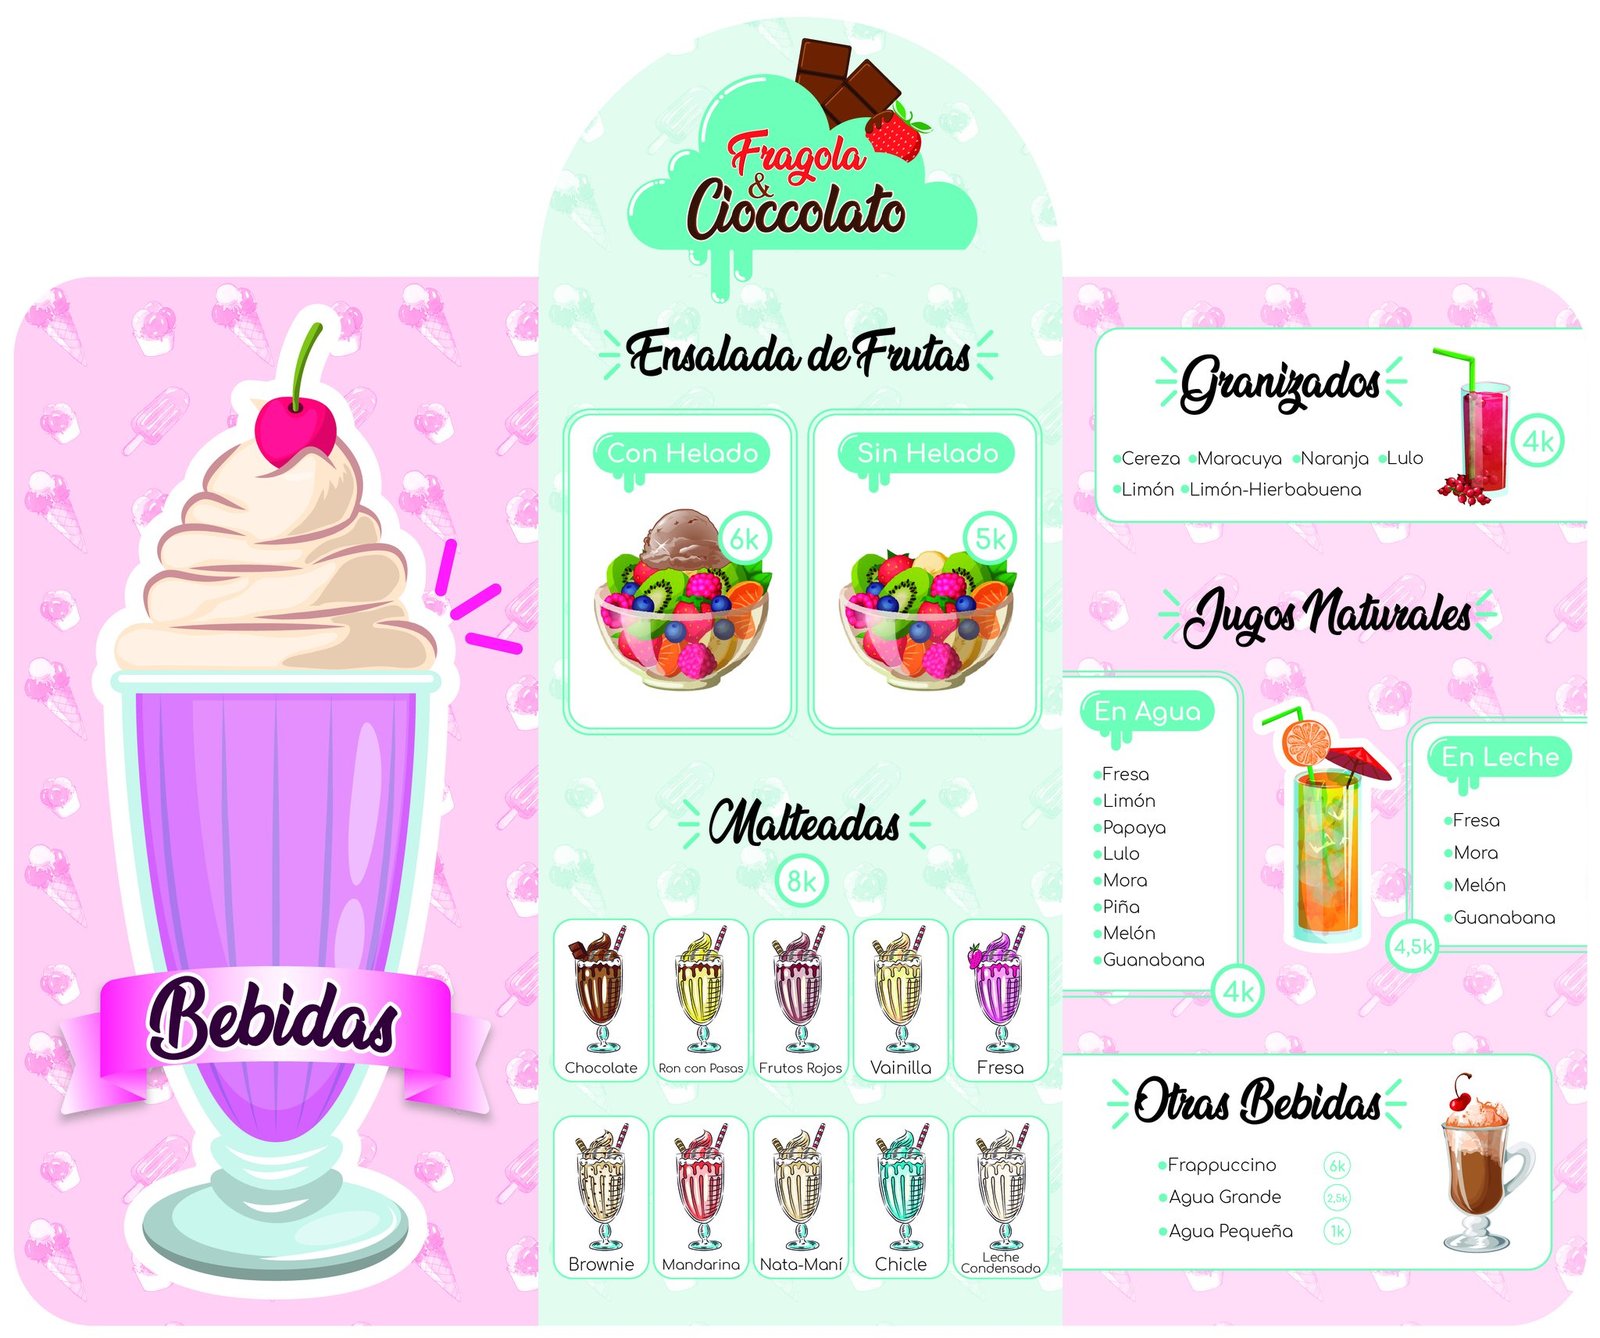 Fragola
&
Cioccolato
Bebidas
Ensalada de Frutas
Con Helado
6k
Sin Helado
5k
Malteadas
8k
Chocolate
Ron con Pasas
Frutos Rojos
Vainilla
Fresa
Brownie
Mandarina
Nata-Maní
Chicle
Leche
Condensada
Granizados
•Cereza •Maracuya •Naranja •Lulo
•Limón •Limón-Hierbabuena
4k
Jugos Naturales
En Agua
•Fresa
•Limón
•Papaya
•Lulo
•Mora
•Piña
•Melón
•Guanabana
4k
En Leche
•Fresa
•Mora
•Melón
•Guanabana
4,5k
Otras Bebidas
•Frappuccino 6k
•Agua Grande 2,5k
•Agua Pequeña 1k